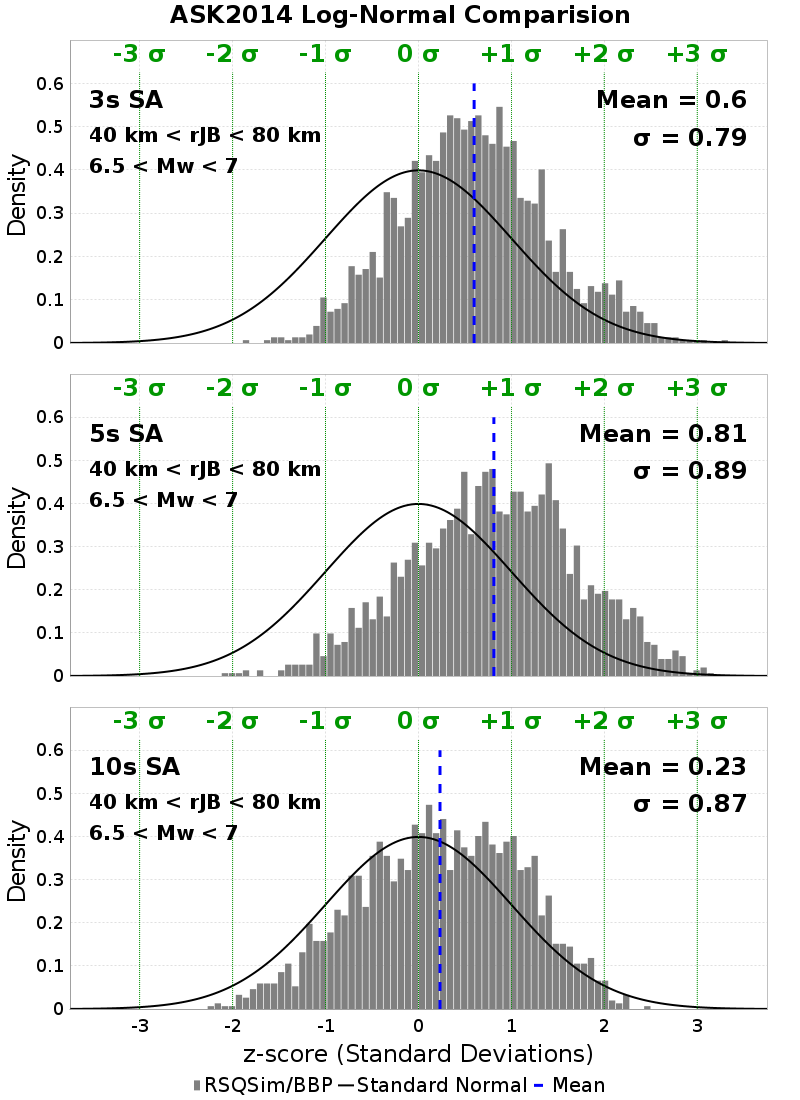 ASK2014 Log-Normal Comparision
-3 σ -2 σ -1 σ 0 σ +1 σ +2 σ +3 σ
0.6
3s SA Mean = 0.6
0.5
40 km < rJB < 80 km σ = 0.79
6.5 < Mw < 7
0.4
Density
0.3
0.2
0.1
0
-3 σ -2 σ -1 σ 0 σ +1 σ +2 σ +3 σ
0.6
5s SA Mean = 0.81
0.5
40 km < rJB < 80 km σ = 0.89
6.5 < Mw < 7
0.4
Density
0.3
0.2
0.1
0
-3 σ -2 σ -1 σ 0 σ +1 σ +2 σ +3 σ
0.6
10s SA Mean = 0.23
0.5
40 km < rJB < 80 km σ = 0.87
6.5 < Mw < 7
0.4
Density
0.3
0.2
0.1
0
-3 -2 -1 0 1 2 3
z-score (Standard Deviations)
RSQSim/BBP Standard Normal Mean